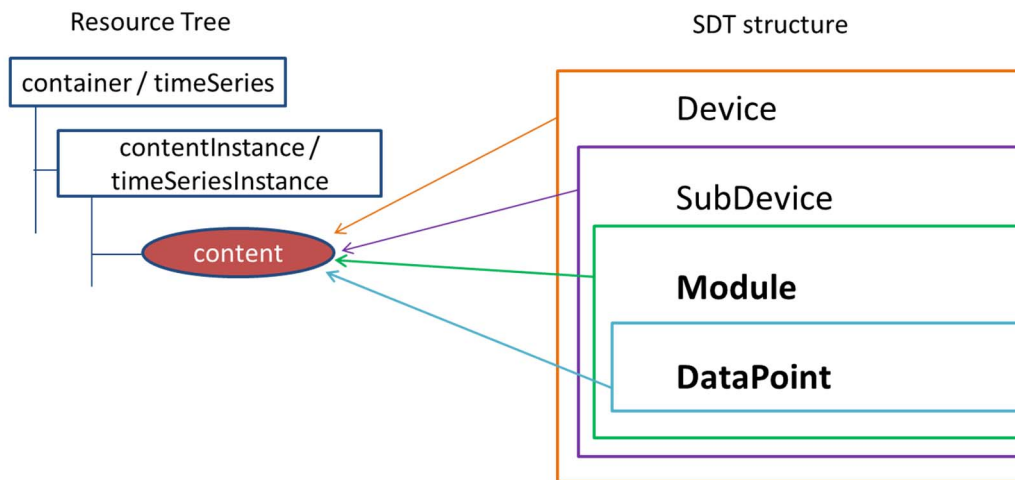 Resource Tree
SDT structure
container / timeSeries
contentInstance /
timeSeriesInstance
content
Device
SubDevice
Module
DataPoint